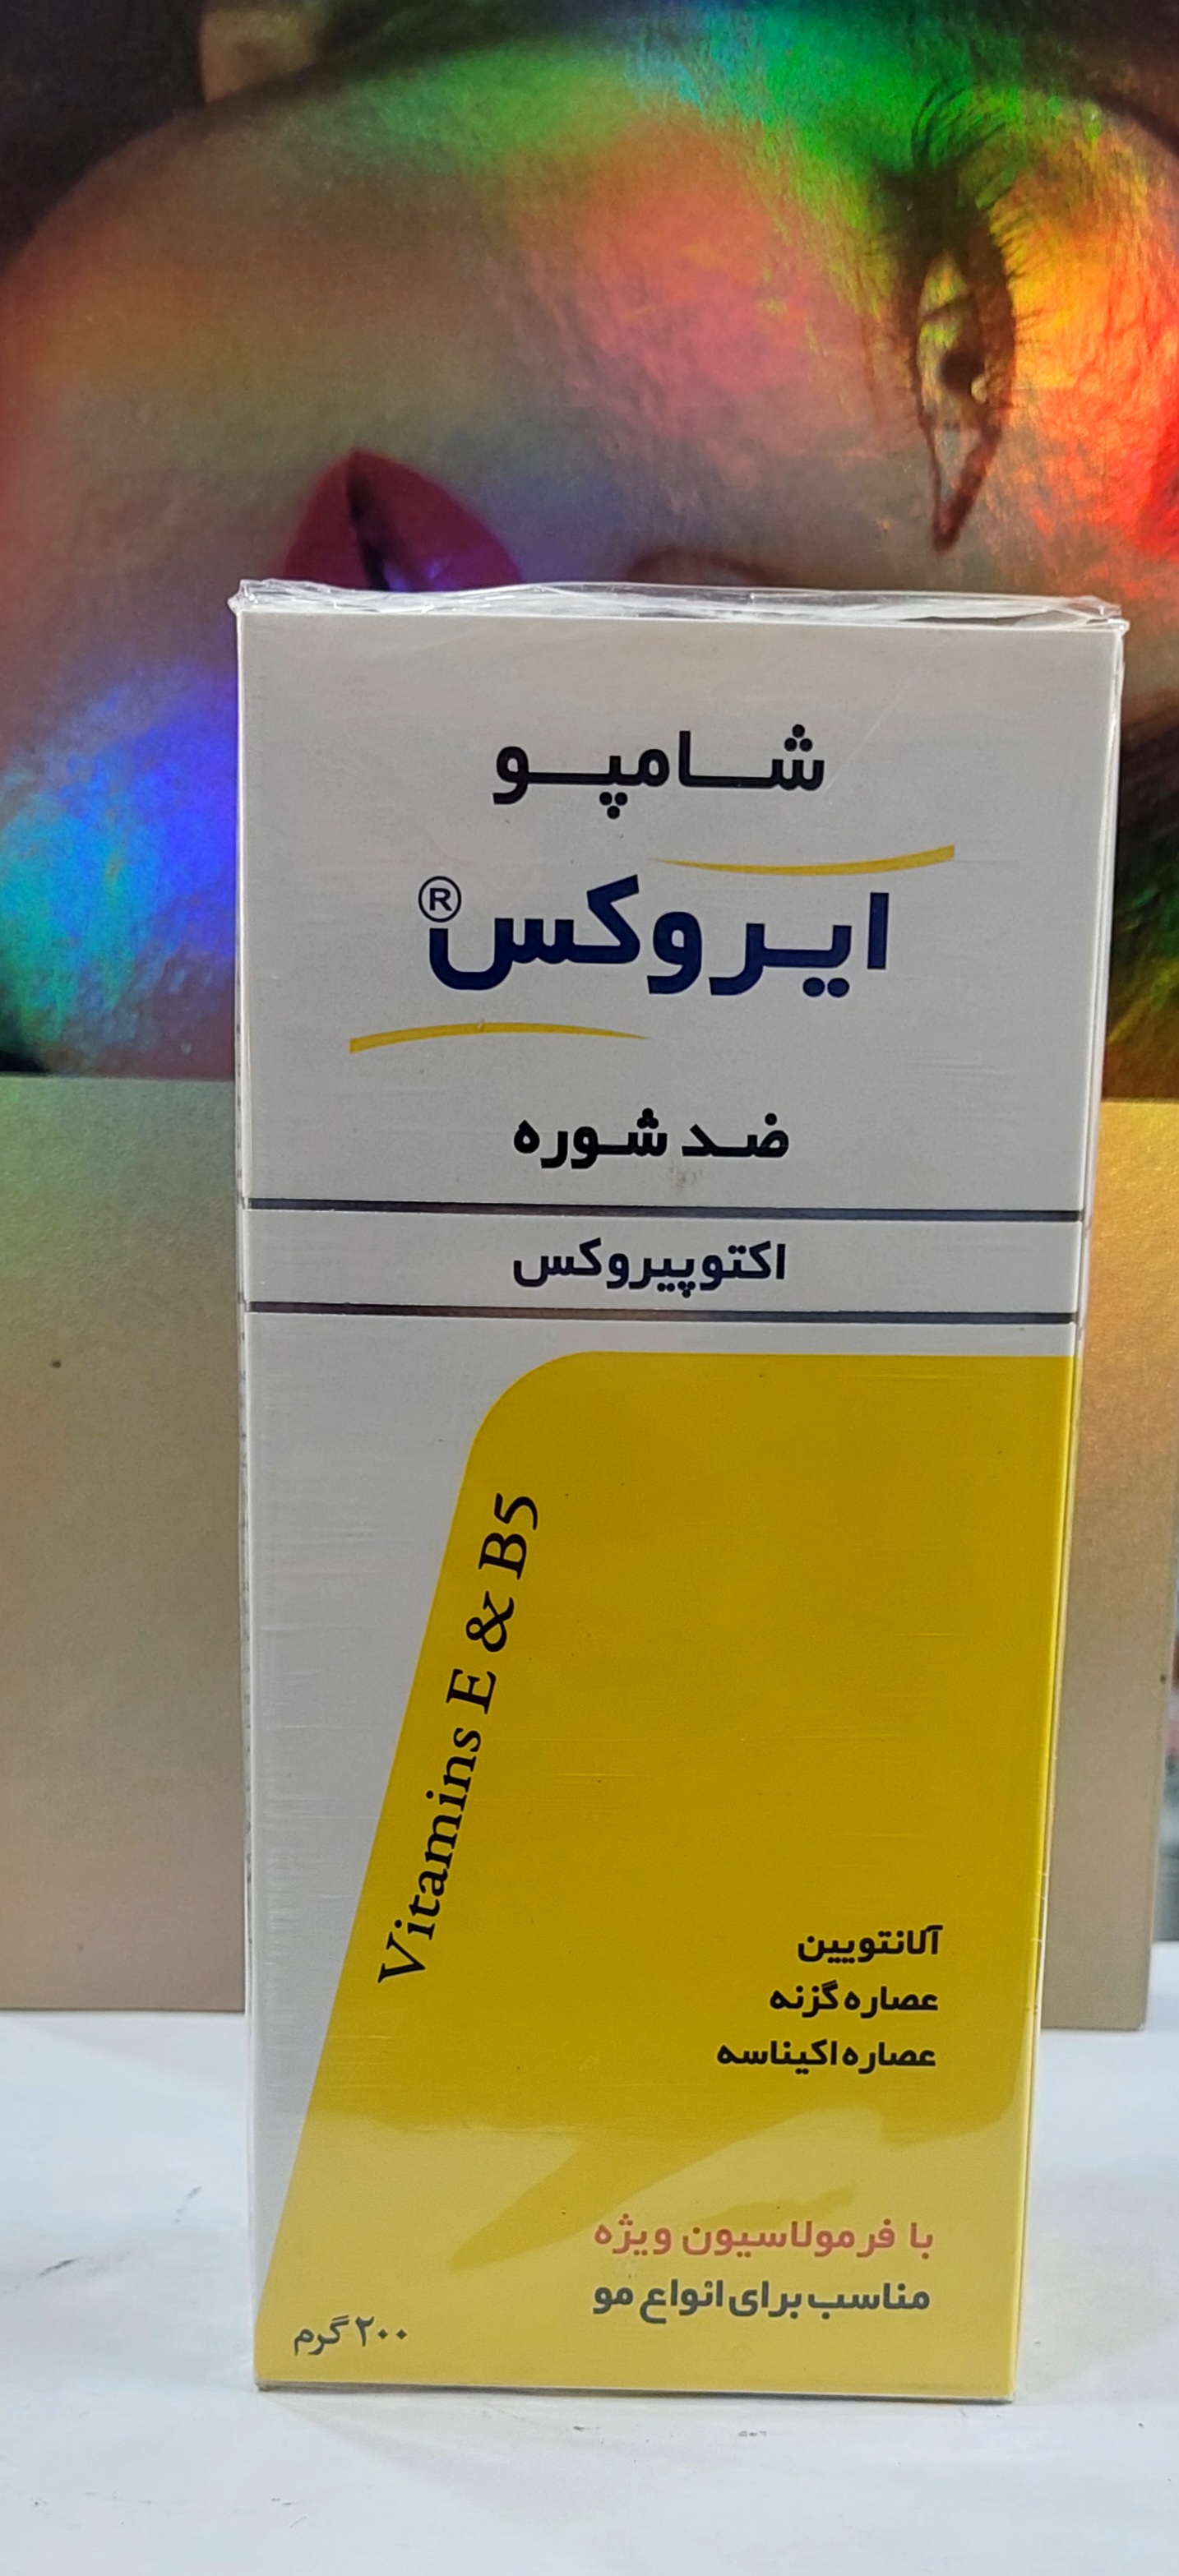 شامپو
ایروکس®
ضد شوره
اکتوپیروکس
Vitamins E & B5
آلانتویین
عصاره گزنه
عصاره اکیناسه
با فرمولاسیون ویژه
مناسب برای انواع مو
۲۰۰ گرم